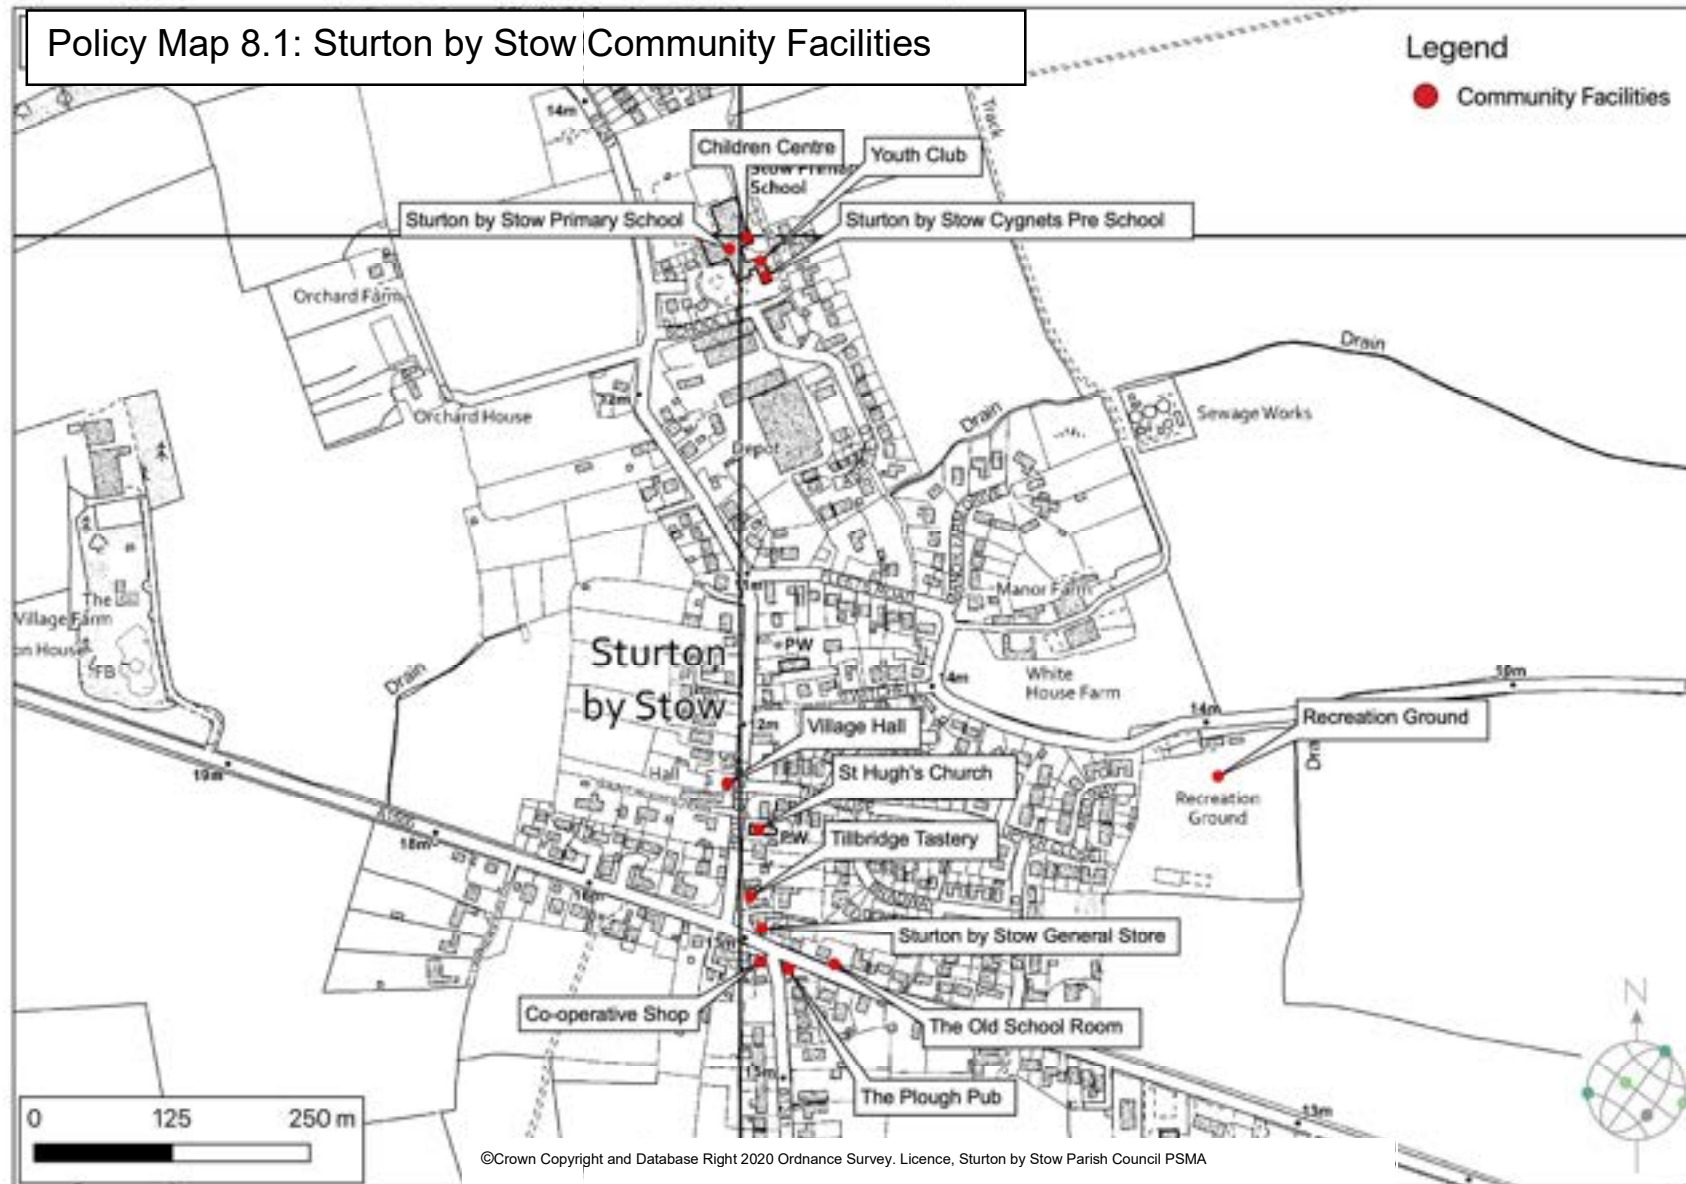 Policy Map 8.1: Sturton by Stow Community Facilities
Legend
Community Facilities
14m
Track
Children Centre
Youth Club
School
Sturton by Stow Primary School
Sturton by Stow Cygnets Pre School
Orchard Farm
Drain
Orchard House
12m
Drain
Sewage Works
Depot
Manor Farm
The
Village Farm
on House
FB
Drain
Sturton
by Stow
PW
14m
White
House Farm
12m
14m
Recreation Ground
Village Hall
Hall
St Hugh's Church
Recreation
Ground
19m
18m
PW
Tillbridge Tastery
Sturton by Stow General Store
Co-operative Shop
The Old School Room
The Plough Pub
N
0 125 250 m
13m
©Crown Copyright and Database Right 2020 Ordnance Survey. Licence, Sturton by Stow Parish Council PSMA